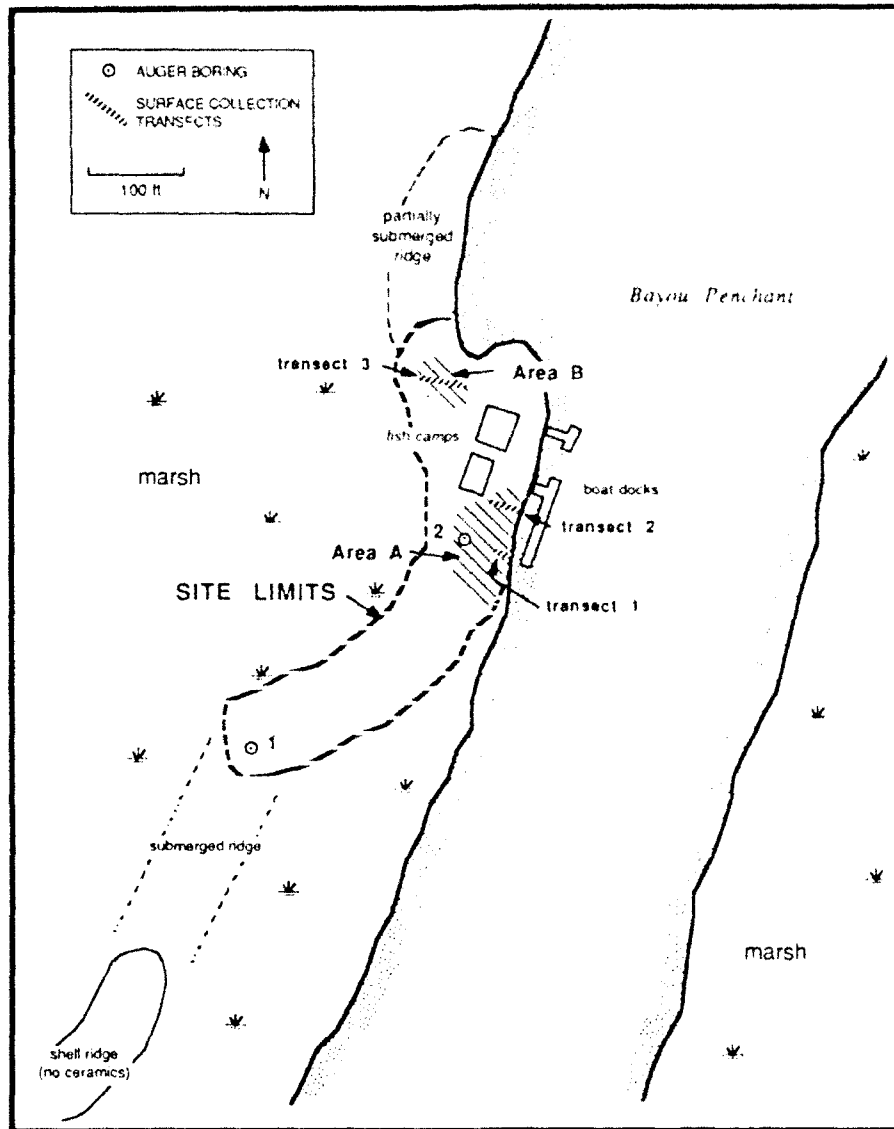 AUGER BORING
SURFACE COLLECTION
TRANSECTS
100 ft
N
partially
submerged
ridge
Bayou Penchant
transect 3
Area B
fish camps
marsh
boat docks
2
transect 2
Area A
SITE LIMITS
transect 1
1
submerged ridge
marsh
shell ridge
(no ceramics)